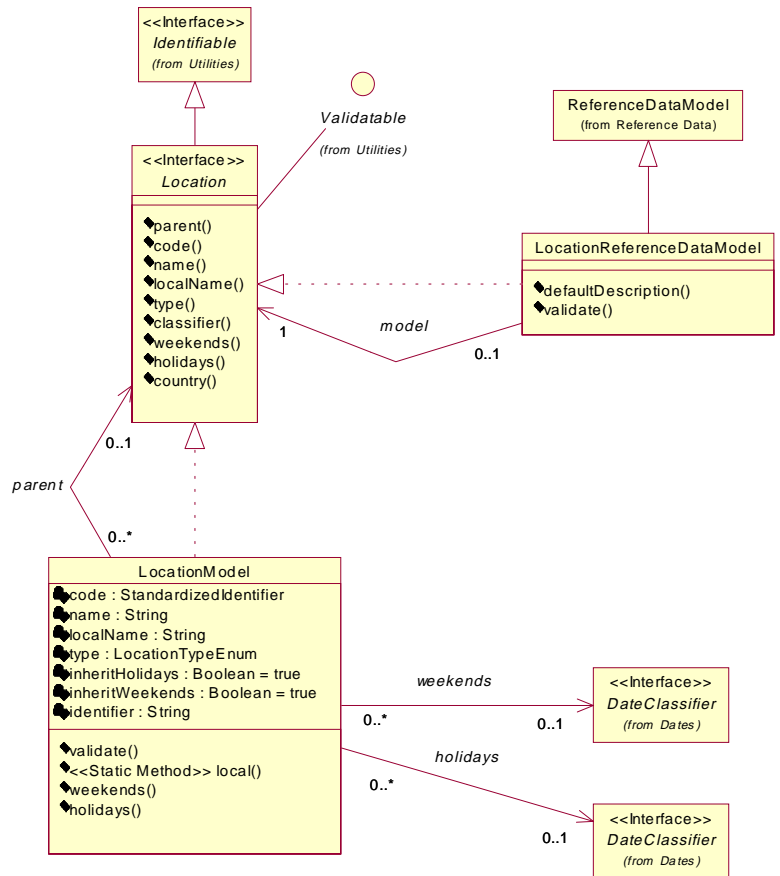 <<Interface>>
Identifiable
(from Utilities)
Validatable
(from Utilities)
ReferenceDataModel
(from Reference Data)
<<Interface>>
Location
parent()
code()
name()
localName()
type()
classifier()
weekends()
holidays()
country()
LocationReferenceDataModel
defaultDescription()
validate()
model
1
0..1
0..1
parent
0..*
LocationModel
code : StandardizedIdentifier
name : String
localName : String
type : LocationTypeEnum
inheritHolidays : Boolean = true
inheritWeekends : Boolean = true
identifier : String
validate()
<<Static Method>> local()
weekends()
holidays()
weekends
0..*
0..1
<<Interface>>
DateClassifier
(from Dates)
holidays
0..*
0..1
<<Interface>>
DateClassifier
(from Dates)